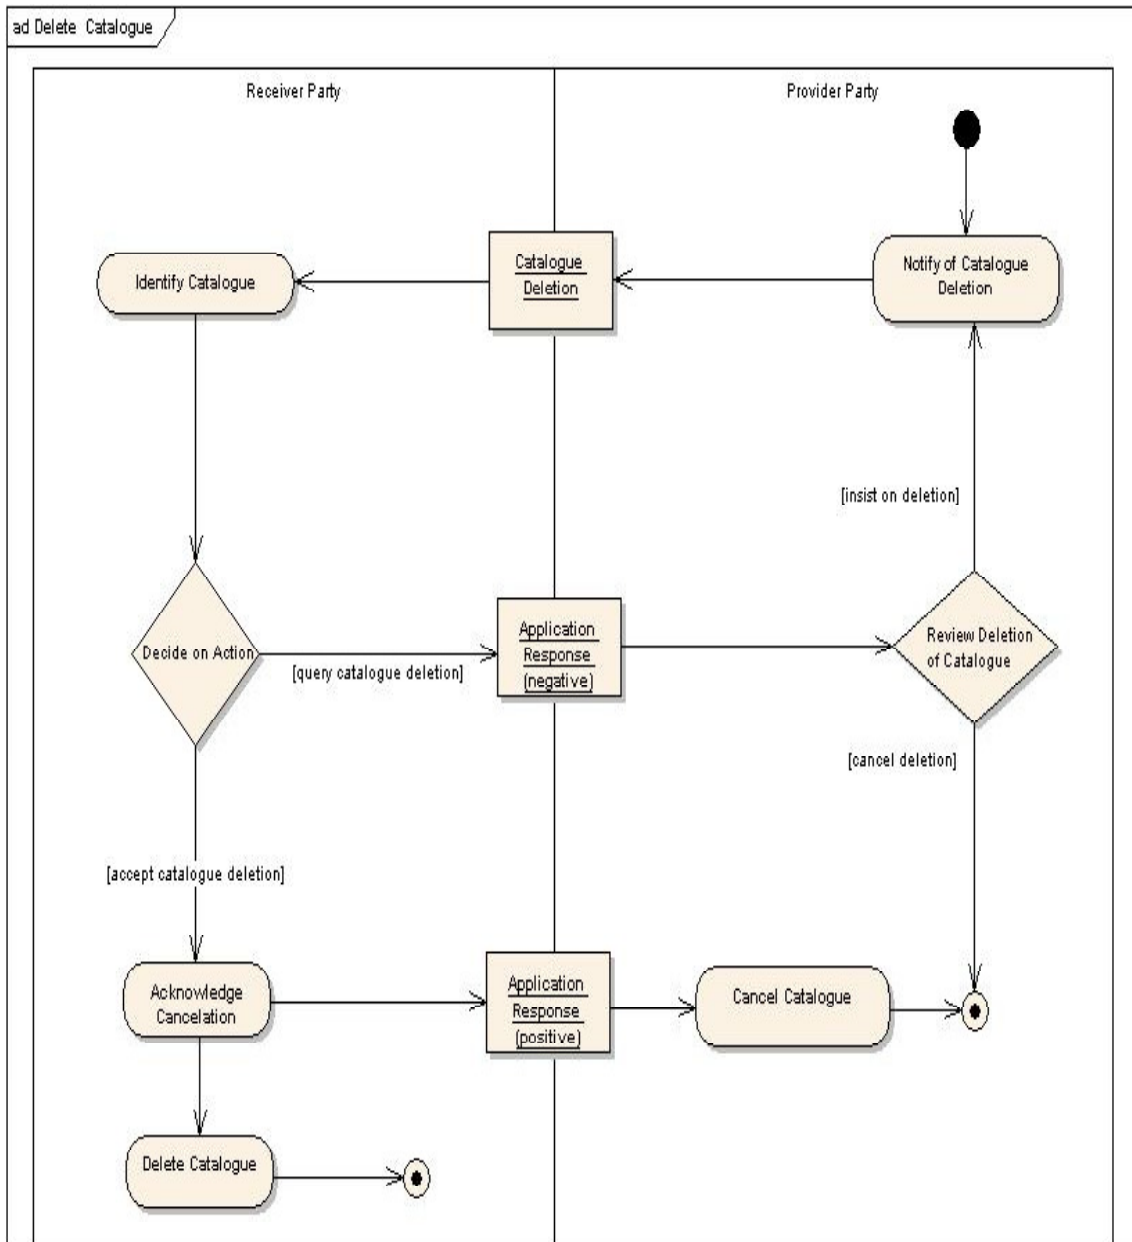 ad Delete Catalogue
Receiver Party
Provider Party
Identify Catalogue
Catalogue
Deletion
Notify of Catalogue
Deletion
[insist on deletion]
Decide on Action
[query catalogue deletion]
Application
Response
(negative)
Review Deletion
of Catalogue
[cancel deletion]
[accept catalogue deletion]
Acknowledge
Cancelation
Application
Response
(positive)
Cancel Catalogue
Delete Catalogue